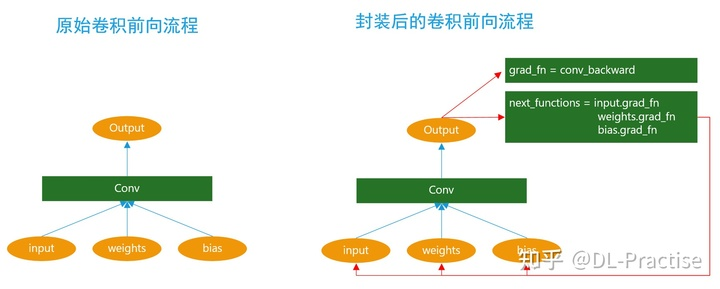 原始卷积前向流程
封装后的卷积前向流程
Output
Conv
input weights bias
grad_fn = conv_backward
next_functions = input.grad_fn
weights.grad_fn
bias.grad_fn
Output
Conv
input weights bias
知乎 @DL-Practise